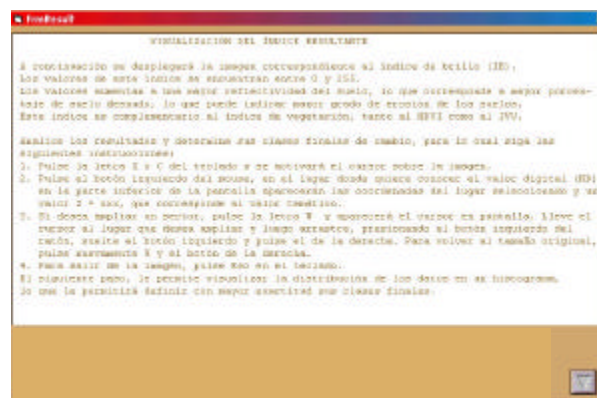 FrmResult
VISUALIZACION DEL ÍNDICE RESULTANTE
A continuación se desplegará la imagen correspondiente al índice de brillo (IB).
Los valores de este índice se encuentran entre 0 y 255.
Los valores aumentan a una mayor reflectividad del suelo, lo que corresponde a mayor porcen-
taje de suelo desnudo, lo que puede indicar mayor grado de erosión de los suelos.
Este índice es complementario al índice de vegetación, tanto al NDVI como al
Analice los resultados y determine sus clases finales de cambio, para lo cual siga las
siguientes instrucciones:
1. Pulse la letra X o C del teclado y se activará el cursor sobre la imagen.
2. Pulse el botón izquierdo del mouse, en el lugar donde quiere conocer el valor digital (ND)
en la parte inferior de la pantalla aparecerán las coordenadas del lugar seleccionado y un
valor Z = xxx, que corresponde al valor temático.
3. Si desea ampliar un sector, pulse la letra W y aparecerá el cursor en pantalla. Lleve el
cursor al lugar que desea ampliar y luego arrastre, presionando el botón izquierdo del
ratón, suelte el botón izquierdo y pulse el de la derecha. Para volver al tamaño original,
pulse nuevamente W y el botón de la derecha.
4. Para salir de la imagen, pulse Esc en el teclado.
El siguiente paso, le permite visualizar la distribución de los datos en su histograma,
lo que le permitirá definir con mayor exactitud sus clases finales.